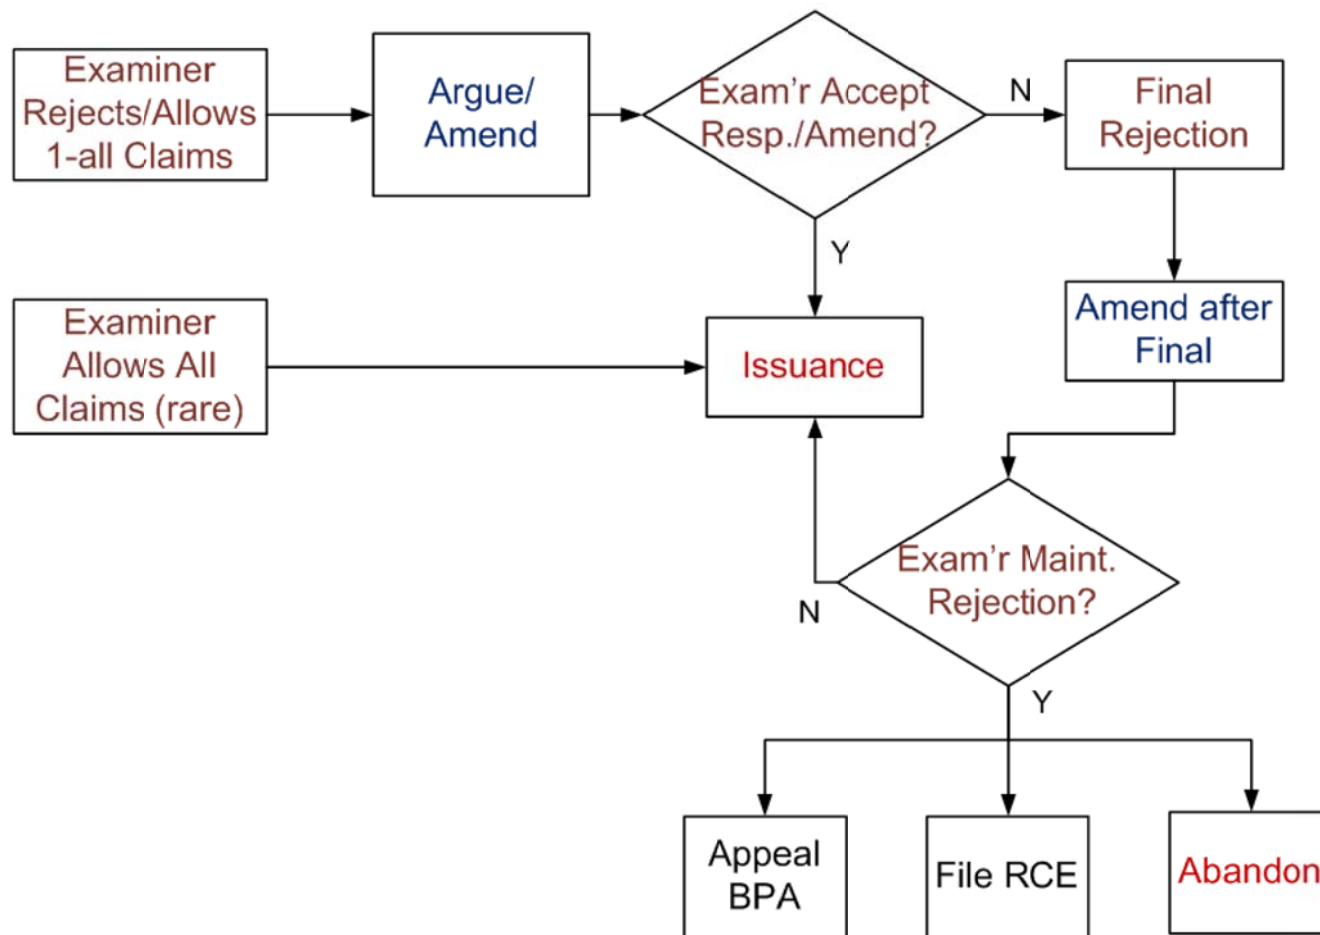 Examiner
Rejects/Allows
1-all Claims
Argue/
Amend
Exam'r Accept
Resp./Amend?
N
Final
Rejection
Y
Examiner
Allows All
Claims (rare)
Issuance
Amend after
Final
Exam'r Maint.
Rejection?
N
Y
Appeal
BPA
File RCE
Abandon